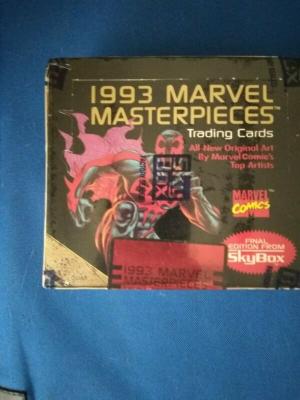 1993 MARVEL
MASTERPIECES™
Trading Cards
All-New Original Art
By Marvel Comic's
Top Artists
MARVEL
COMICS
FINAL
EDITION FROM
SkyBox
1993 MARVEL
MASTERPIECES